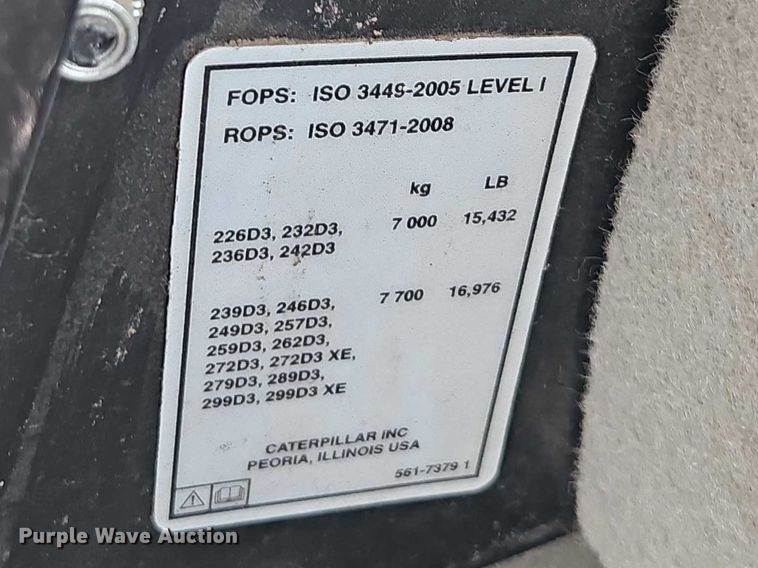 FOPS: ISO 3449-2005 LEVEL I
ROPS: ISO 3471-2008
kg LB
226D3, 232D3, 7 000 15,432
236D3, 242D3
239D3, 246D3, 7 700 16,976
249D3, 257D3,
259D3, 262D3,
272D3, 272D3 XE,
279D3, 289D3,
299D3, 299D3 XE
CATERPILLAR INC
PEORIA, ILLINOIS USA
561-7379 1
Purple Wave Auction